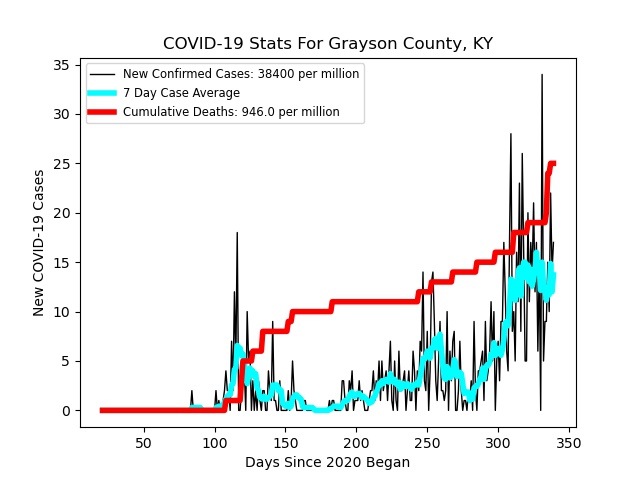 COVID-19 Stats For Grayson County, KY
New Confirmed Cases: 38400 per million
7 Day Case Average
Cumulative Deaths: 946.0 per million
New COVID-19 Cases
35
30
25
20
15
10
5
0
50
100
150
200
250
300
350
Days Since 2020 Began